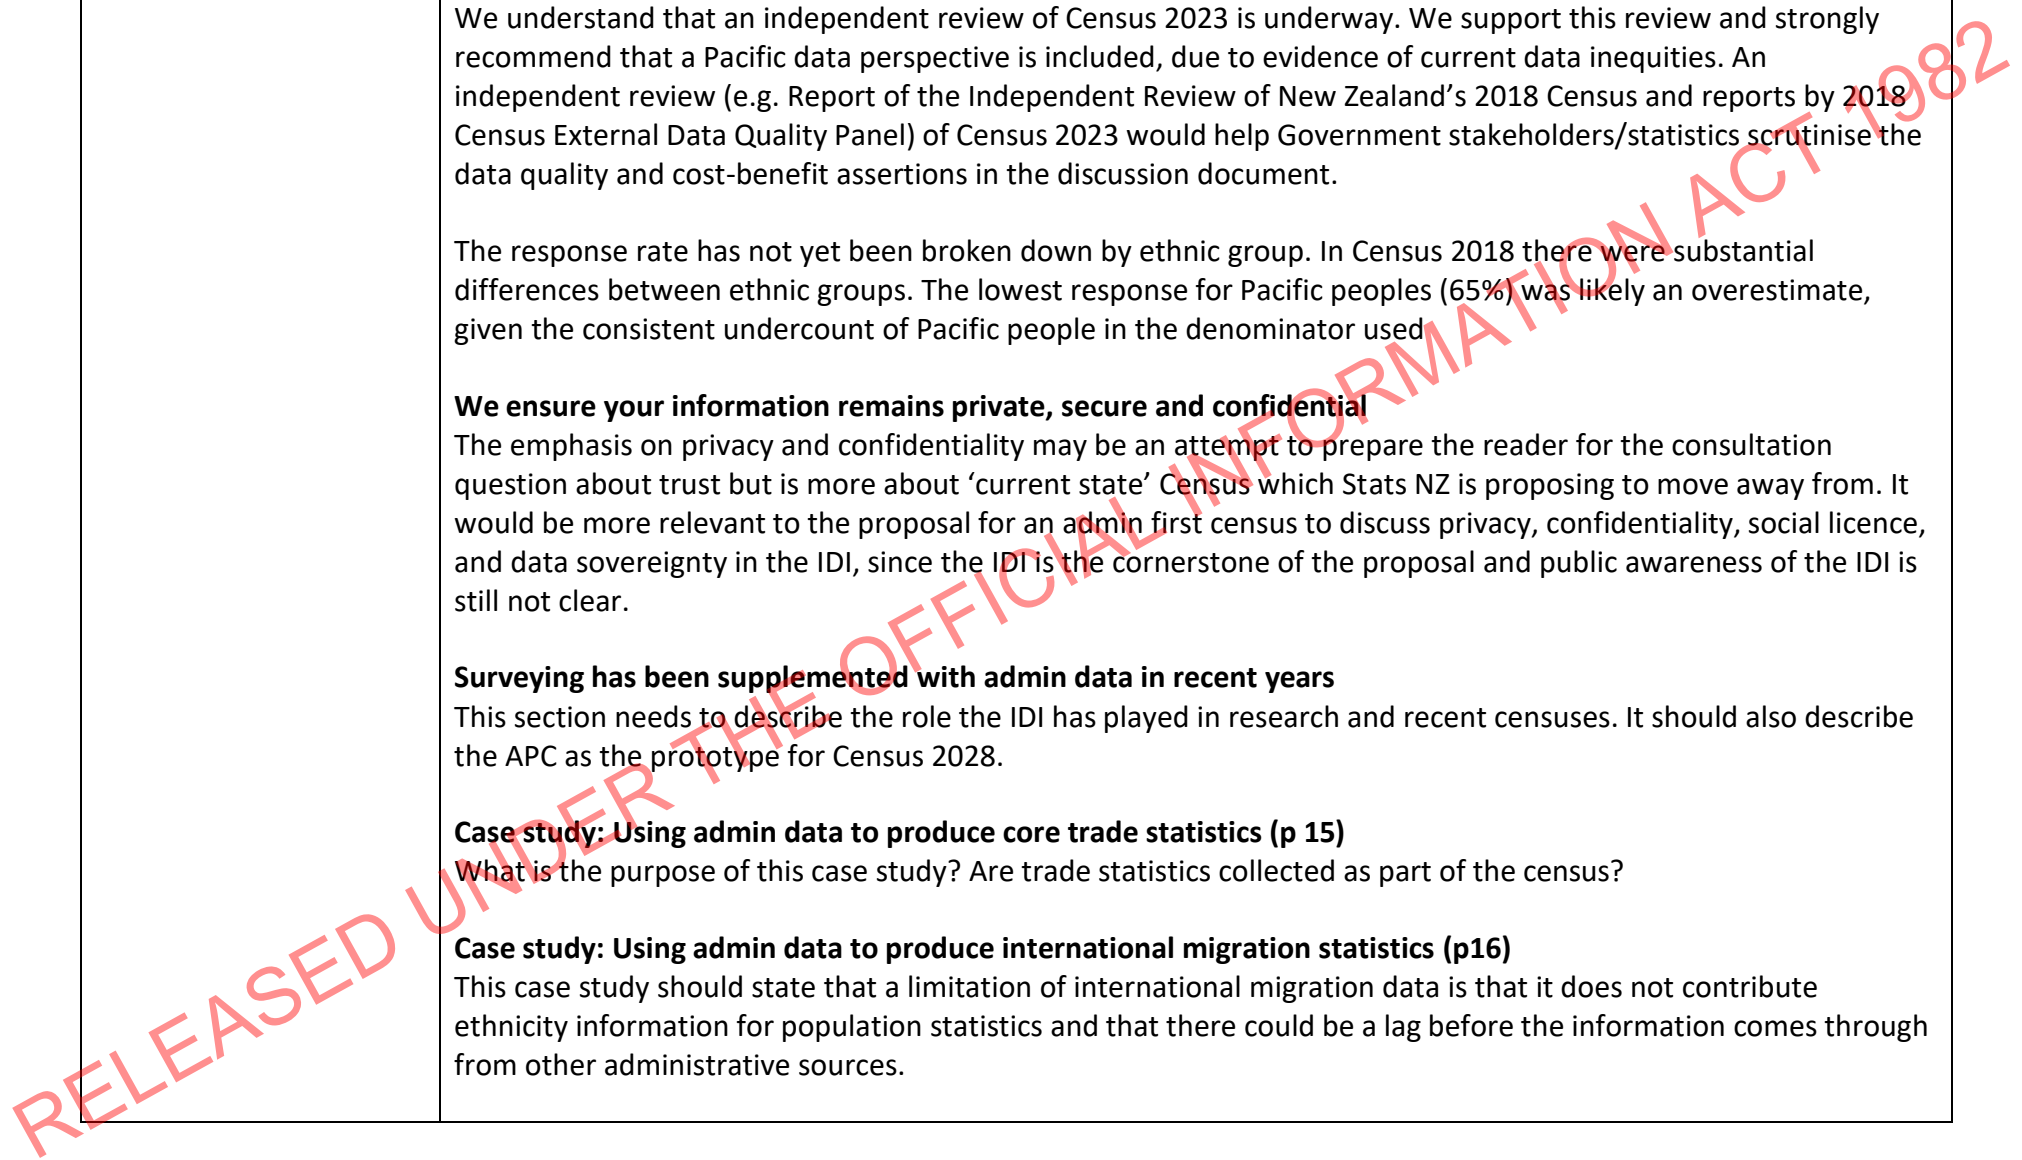 We understand that an independent review of Census 2023 is underway. We support this review and strongly
recommend that a Pacific data perspective is included, due to evidence of current data inequities. An
independent review (e.g. Report of the Independent Review of New Zealand’s 2018 Census and reports by 2018
Census External Data Quality Panel) of Census 2023 would help Government stakeholders/statistics scrutinise the
data quality and cost-benefit assertions in the discussion document.
The response rate has not yet been broken down by ethnic group. In Census 2018 there were substantial
differences between ethnic groups. The lowest response for Pacific peoples (65%) was likely an overestimate,
given the consistent undercount of Pacific people in the denominator used
We ensure your information remains private, secure and confidential
The emphasis on privacy and confidentiality may be an attempt to prepare the reader for the consultation
question about trust but is more about ‘current state’ Census which Stats NZ is proposing to move away from. It
would be more relevant to the proposal for an admin first census to discuss privacy, confidentiality, social licence,
and data sovereignty in the IDI, since the IDI is the cornerstone of the proposal and public awareness of the IDI is
still not clear.
Surveying has been supplemented with admin data in recent years
This section needs to describe the role the IDI has played in research and recent censuses. It should also describe
the APC as the prototype for Census 2028.
Case study: Using admin data to produce core trade statistics (p 15)
What is the purpose of this case study? Are trade statistics collected as part of the census?
Case study: Using admin data to produce international migration statistics (p16)
This case study should state that a limitation of international migration data is that it does not contribute
ethnicity information for population statistics and that there could be a lag before the information comes through
from other administrative sources.
RELEASED UNDER THE OFFICIAL INFORMATION ACT 1982